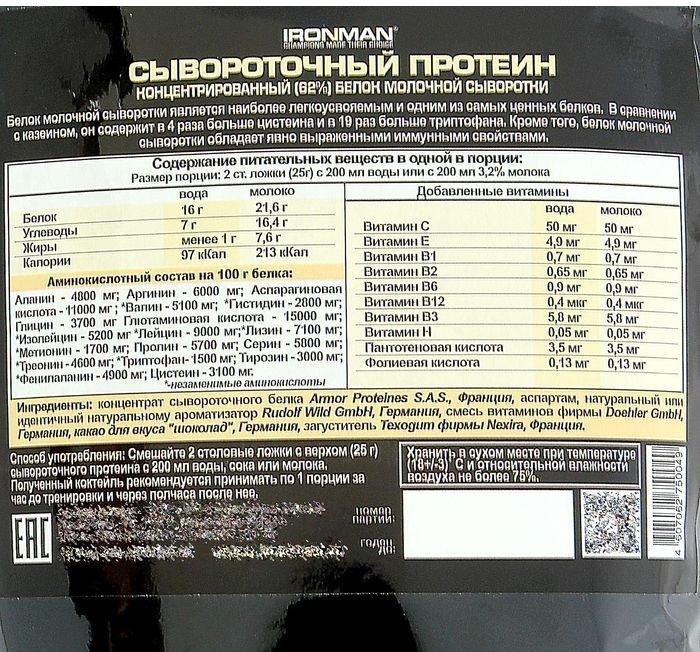 IRONMAN®
CHAMPIONS MADE THEIR CHOICE
СЫВОРОТОЧНЫЙ ПРОТЕИН
КОНЦЕНТРИРОВАННЫЙ (62%) БЕЛОК МОЛОЧНОЙ СЫВОРОТКИ
Белок молочной сыворотки является наиболее легкоусвояемым и одним из самых ценных белков. В сравнении
с казеином, он содержит в 4 раза больше цистеина и в 19 раз больше триптофана. Кроме того, белок молочной
сыворотки обладает явно выраженными иммунными свойствами.
Содержание питательных веществ в одной в порции:
Размер порции: 2 ст. ложки (25г) с 200 мл воды или с 200 мл 3,2% молока
вода молоко
Белок 16 г 21,6 г
Углеводы 7 г 16,4 г
Жиры менее 1 г 7,6 г
Калории 97 кКал 213 кКал
Аминокислотный состав на 100 г белка:
Аланин - 4800 мг; Аргинин - 6000 мг; Аспарагиновая
кислота - 11000 мг; *Валин - 5100 мг; *Гистидин - 2800 мг;
Глицин - 3700 мг Глютаминовая кислота - 15000 мг;
*Изолейцин - 5200 мг *Лейцин - 9000 мг;*Лизин - 7100 мг;
*Метионин - 1700 мг; Пролин - 5700 мг; Серин - 5800 мг;
*Треонин - 4600 мг; *Триптофан- 1500 мг; Тирозин - 3000 мг;
*Фенилаланин - 4900 мг; Цистеин - 3100 мг.
*-незаменимые аминокислоты
Добавленные витамины
вода молоко
Витамин С 50 мг 50 мг
Витамин Е 4,9 мг 4,9 мг
Витамин В1 0,7 мг 0,7 мг
Витамин В2 0,65 мг 0,65 мг
Витамин В6 0,9 мг 0,9 мг
Витамин В12 0,4 мкг 0,4 мкг
Витамин В3 5,8 мг 5,8 мг
Витамин Н 0,05 мг 0,05 мг
Пантотеновая кислота 3,5 мг 3,5 мг
Фолиевая кислота 0,13 мг 0,13 мг
Ингредиенты: концентрат сывороточного белка Armor Proteines S.A.S., Франция, аспартам, натуральный или
идентичный натуральному ароматизатор Rudolf Wild GmbH, Германия, смесь витаминов фирмы Doehler GmbH,
Германия, какао для вкуса "шоколад", Германия, загуститель Texogum фирмы Nexira, Франция.
Способ употребления: Смешайте 2 столовые ложки с верхом (25 г)
сывороточного протеина с 200 мл воды, сока или молока.
Полученный коктейль рекомендуется принимать по 1 порции за
час до тренировки и через полчаса после нее.
Хранить в сухом месте при температуре
(18+/-3) °С и относительной влажности
воздуха не более 75%.
ЕАС
номер
партии:
годен
до:
4 607062 750049